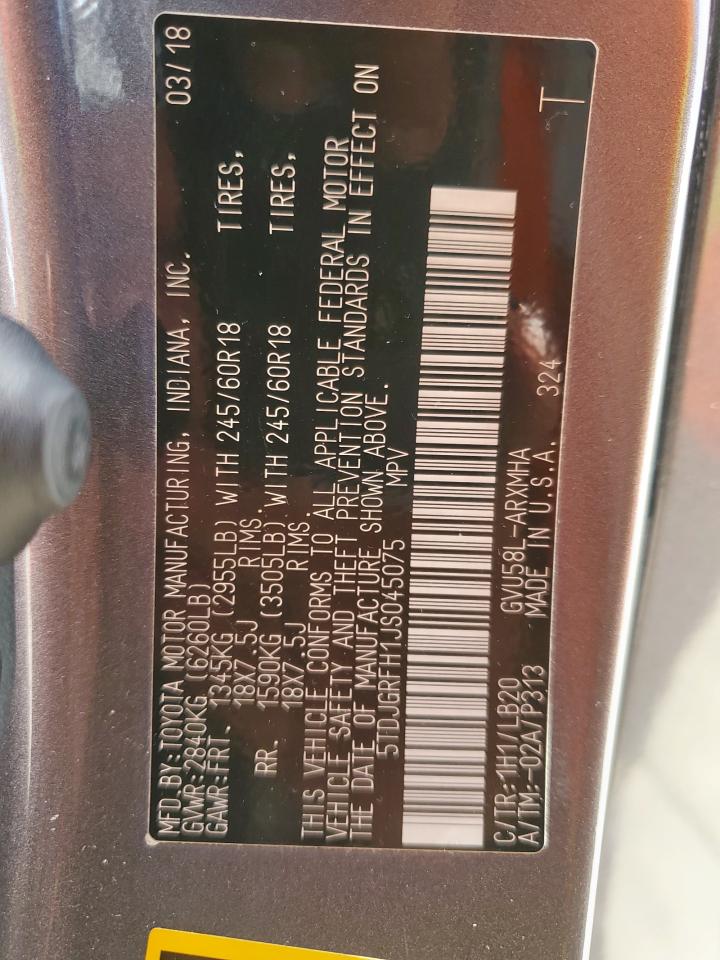 MFD. BY: TOYOTA MOTOR MANUFACTURING, INDIANA, INC. 03/18
GVWR: 2840KG (6260LB)
GAWR: FRT. 1345KG (2955LB) WITH 245/60R18 TIRES,
18X7.5J RIMS.
RR. 1590KG (3505LB) WITH 245/60R18 TIRES,
18X7.5J RIMS.
THIS VEHICLE CONFORMS TO ALL APPLICABLE FEDERAL MOTOR
VEHICLE SAFETY AND THEFT PREVENTION STANDARDS IN EFFECT ON
THE DATE OF MANUFACTURE SHOWN ABOVE.
5TDJGRFH1JS045075 MPV
C/TR: 1H1/LB20 GVU58L-ARXMHA
A/TM: -02A/P313 MADE IN U.S.A. 324 T